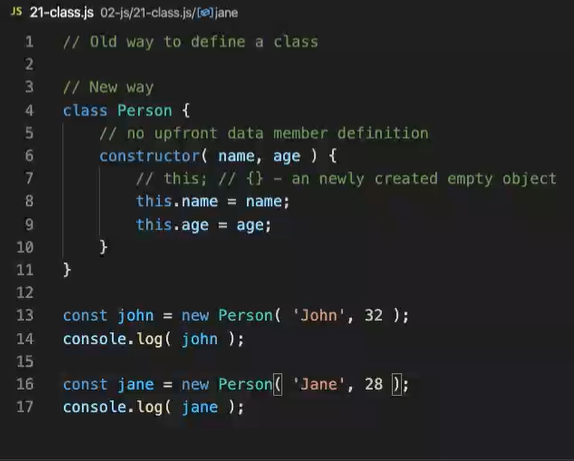 JS 21-class.js 02-js/21-class.js/jane
1 // Old way to define a class
2
3 // New way
4 class Person {
5     // no upfront data member definition
6     constructor( name, age ) {
7         // this; // {} - an newly created empty object
8         this.name = name;
9         this.age = age;
10     }
11 }
12
13 const john = new Person( 'John', 32 );
14 console.log( john );
15
16 const jane = new Person( 'Jane', 28 );
17 console.log( jane );